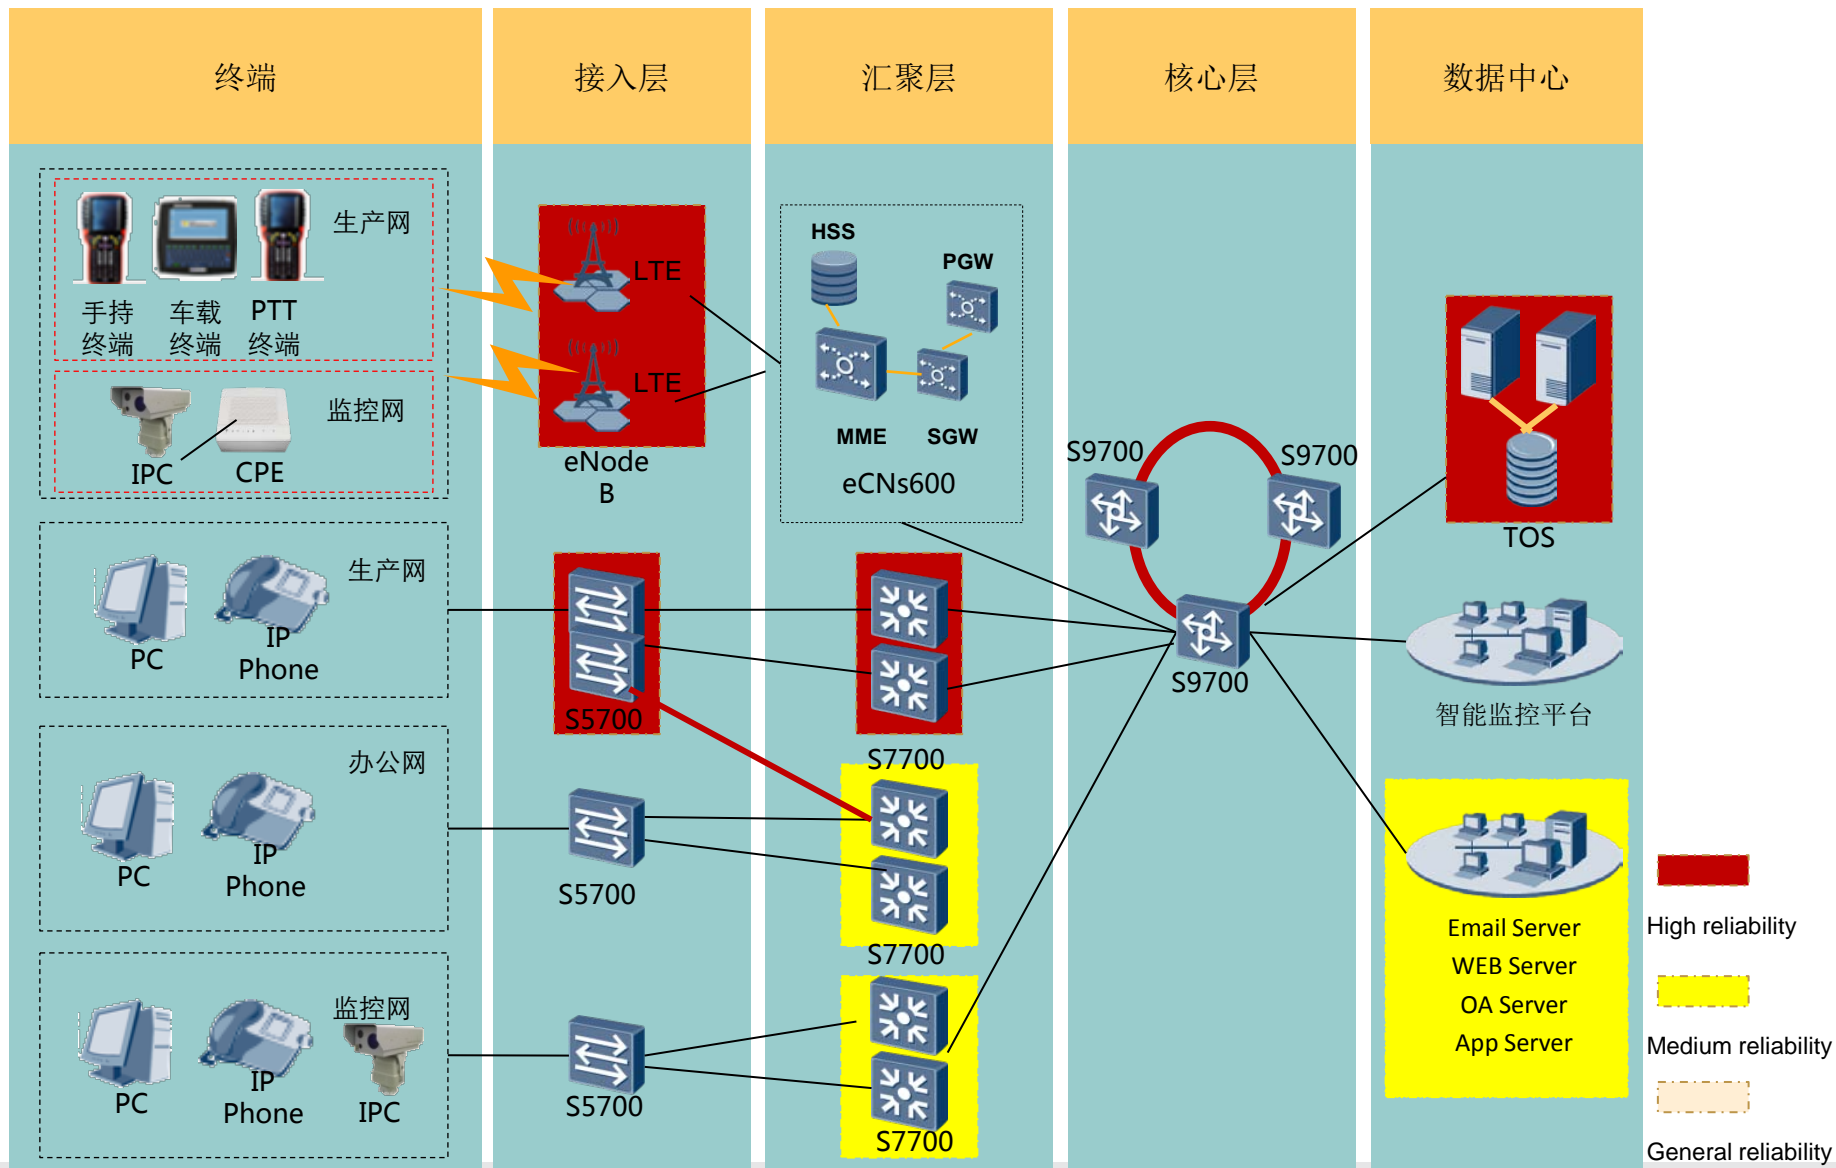 终端
接入层
汇聚层
核心层
数据中心
生产网
手持
终端
车载
终端
PTT
终端
监控网
IPC
CPE
LTE
LTE
eNode
B
HSS
PGW
MME
SGW
eCNs600
S9700
S9700
S9700
TOS
生产网
PC
IP
Phone
S5700
S7700
智能监控平台
办公网
PC
IP
Phone
S5700
S7700
Email Server
WEB Server
OA Server
App Server
监控网
PC
IP
Phone
IPC
S5700
S7700
High reliability
Medium reliability
General reliability